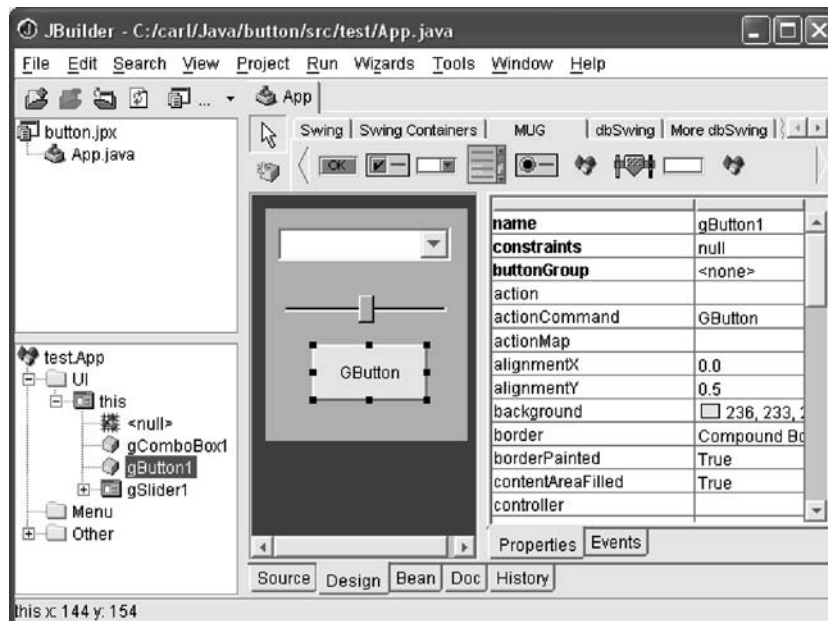 JBuilder - C:/carl/Java/button/src/test/App.java
File Edit Search View Project Run Wizards Tools Window Help
... App
button.jpx
App.java
Swing Swing Containers MUG dbSwing More dbSwing
OK
name gButton1
constraints null
buttonGroup <none>
action
actionCommand GButton
actionMap
alignmentX 0.0
alignmentY 0.5
background 236, 233,
border Compound Bo
borderPainted True
contentAreaFilled True
controller
GButton
test.App
UI
this
<null>
gComboBox1
gButton1
gSlider1
Menu
Other
Properties Events
Source Design Bean Doc History
this x: 144 y: 154